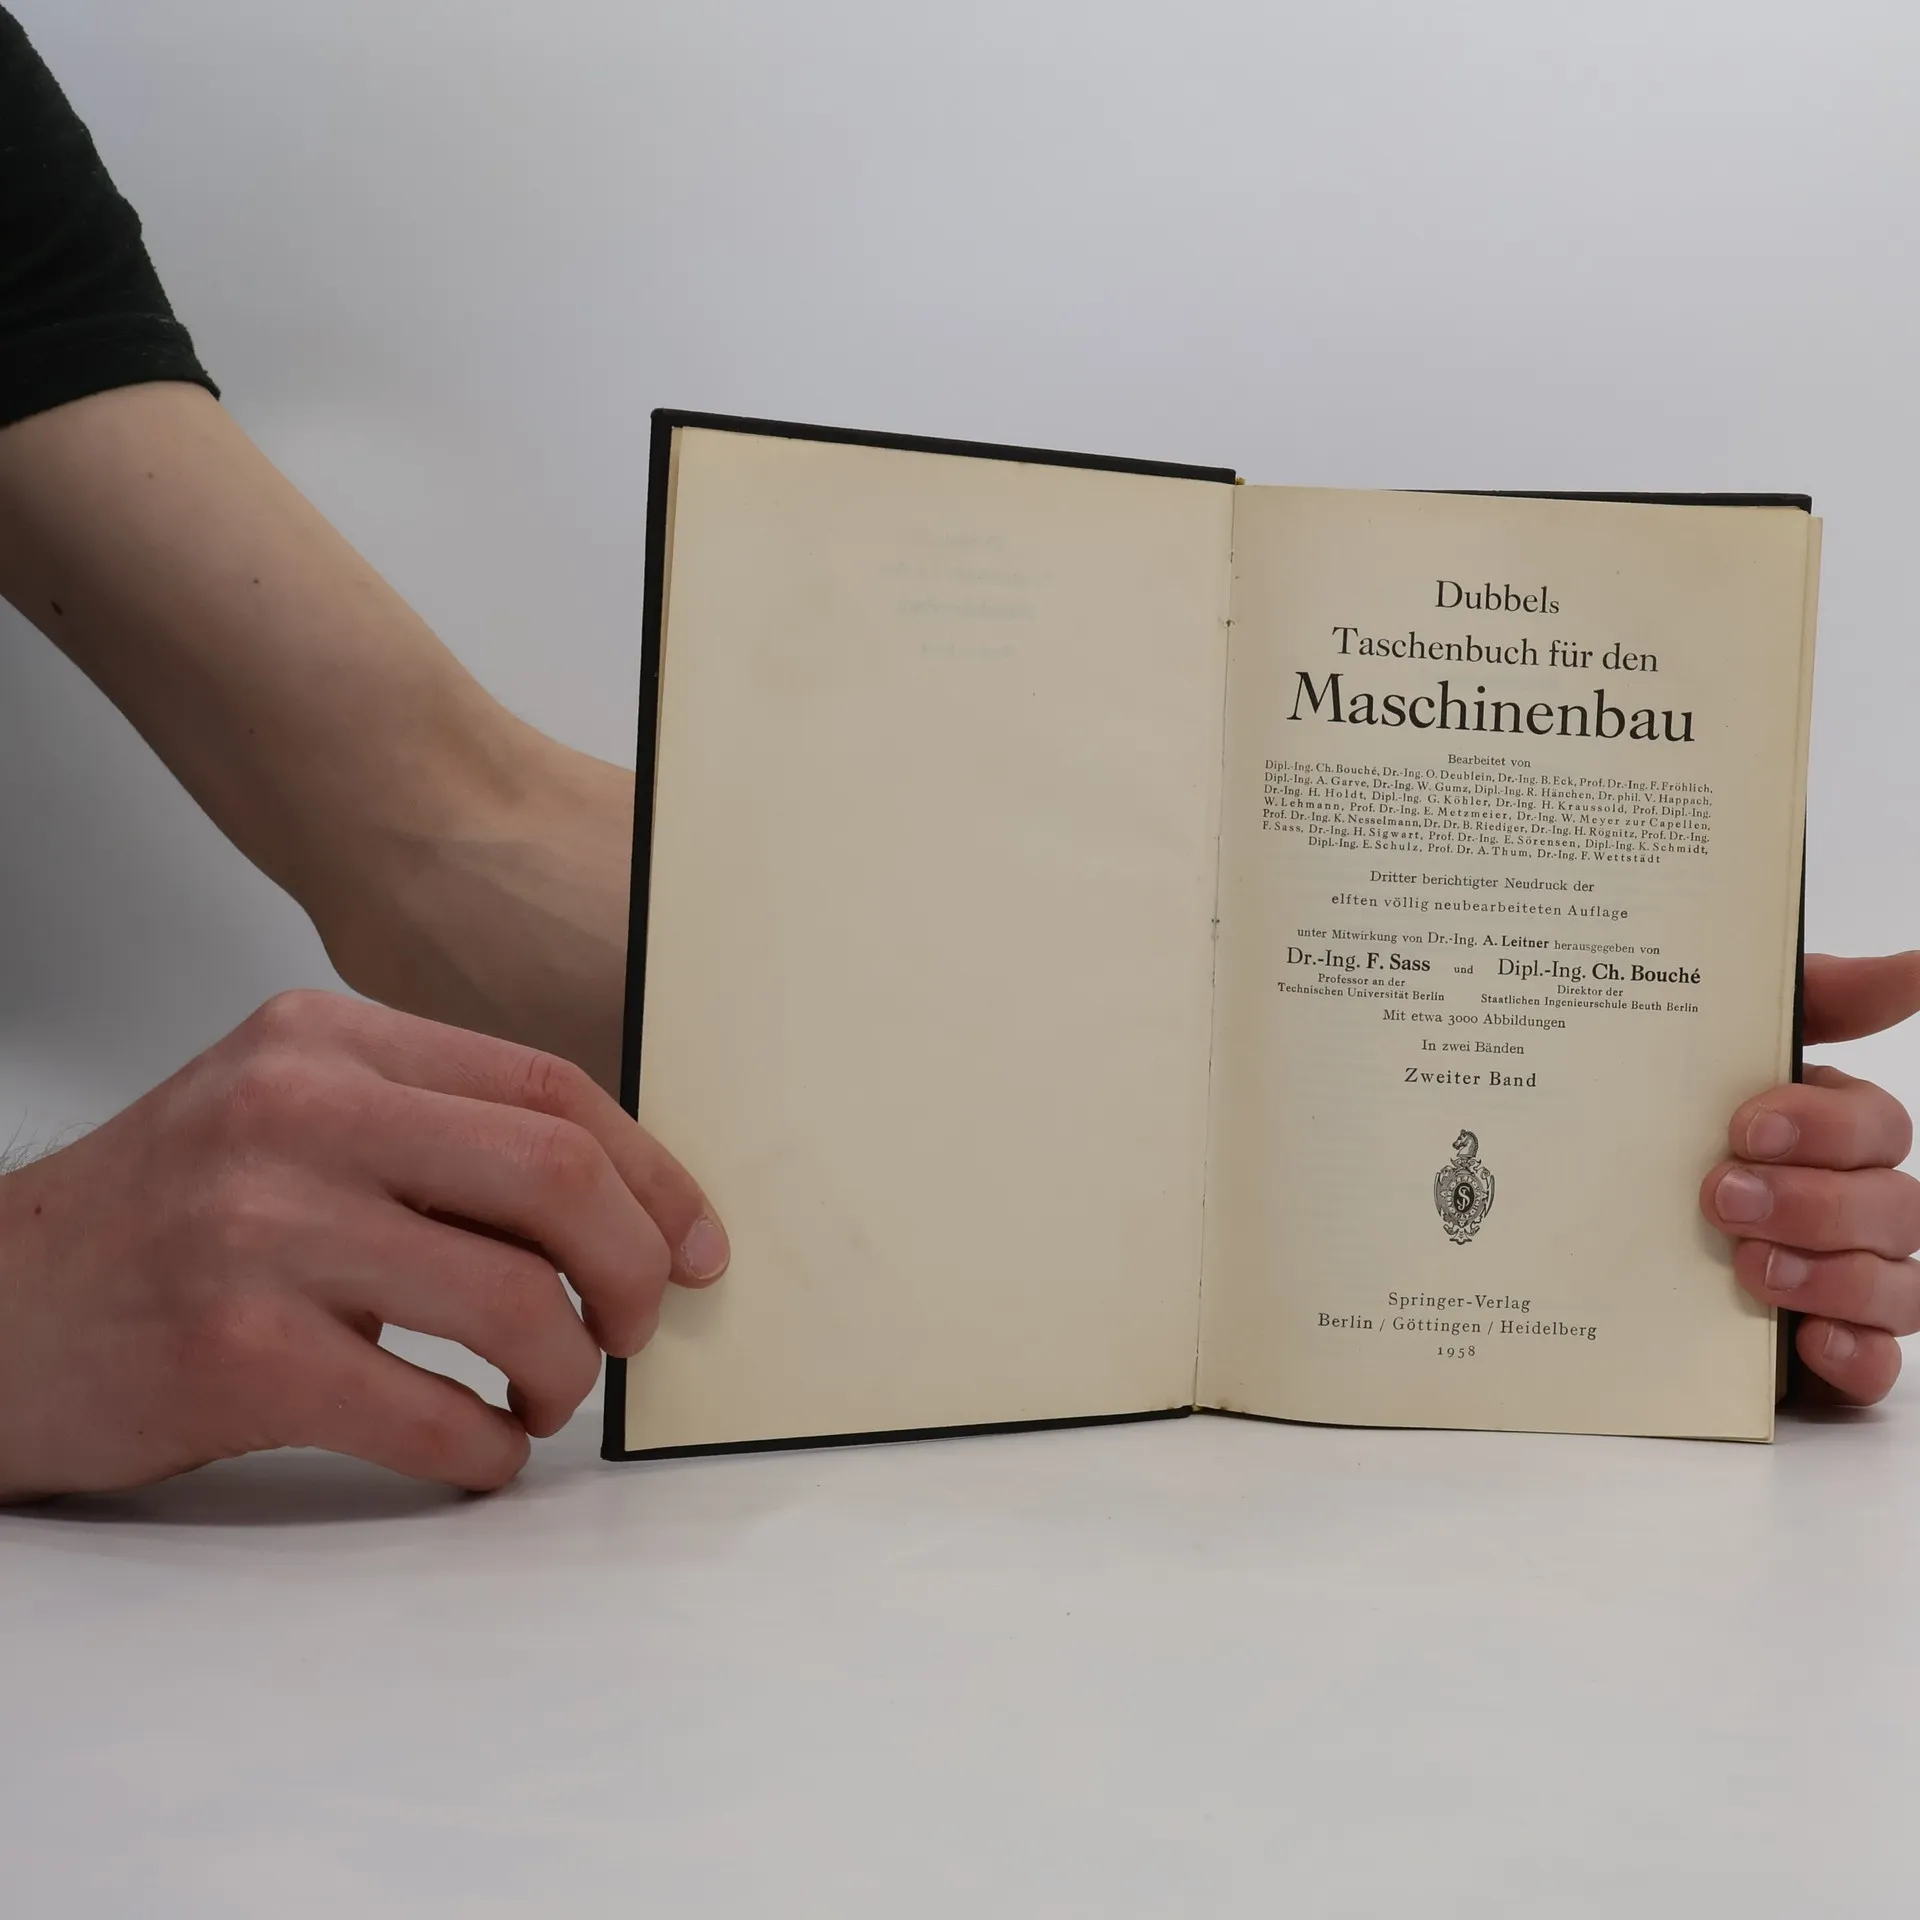 Dubbels
Taschenbuch für den
Maschinenbau
Bearbeitet von
Dipl.-Ing. Ch. Bouché, Dr.-Ing. O. Deublein, Dr.-Ing. B. Eck, Prof. Dr.-Ing. F. Fröhlich,
Dipl.-Ing. A. Garve, Dr.-Ing. W. Gumz, Dipl.-Ing. R. Hänchen, Dr. phil. V. Happach,
Dr.-Ing. H. Holdt, Dipl.-Ing. G. Köhler, Dr.-Ing. H. Kraussold, Prof. Dipl.-Ing.
W. Lehmann, Prof. Dr.-Ing. E. Metzmeier, Dr.-Ing. W. Meyer zur Capellen,
Prof. Dr.-Ing. K. Nesselmann, Dr. Dr. B. Riediger, Dr.-Ing. H. Rögnitz, Prof. Dr.-Ing.
F. Sass, Dr.-Ing. H. Sigwart, Prof. Dr.-Ing. E. Sörensen, Dipl.-Ing. K. Schmidt,
Dipl.-Ing. E. Schulz, Prof. Dr. A. Thum, Dr.-Ing. F. Wettstädt
Dritter berichtigter Neudruck der
elften völlig neubearbeiteten Auflage
unter Mitwirkung von Dr.-Ing. A. Leitner herausgegeben von
Dr.-Ing. F. Sass und Dipl.-Ing. Ch. Bouché
Professor an der Direktor der
Technischen Universität Berlin Staatlichen Ingenieurschule Beuth Berlin
Mit etwa 3000 Abbildungen
In zwei Bänden
Zweiter Band
Springer-Verlag
Berlin / Göttingen / Heidelberg
1958